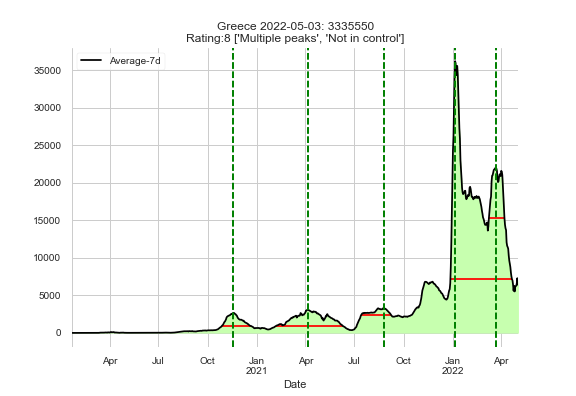 Greece 2022-05-03: 3335550
Rating:8 ['Multiple peaks', 'Not in control']
Average-7d
35000
30000
25000
20000
15000
10000
5000
0
Apr Jul Oct Jan Apr Jul Oct Jan Apr
2021 2022
Date